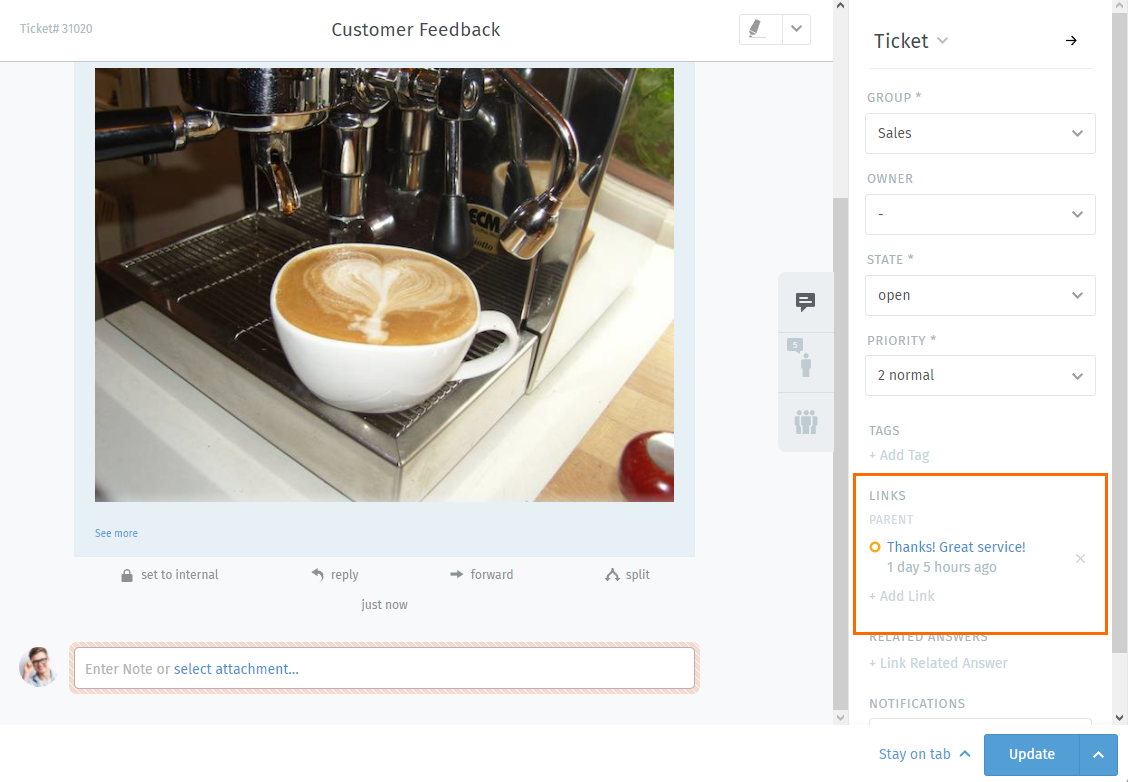 Ticket# 31020
Customer Feedback
ECM
Giotto
See more
set to internal
reply
forward
split
just now
Enter Note or select attachment...
5
Ticket
GROUP *
Sales
OWNER
-
STATE *
open
PRIORITY *
2 normal
TAGS
+ Add Tag
LINKS
PARENT
Thanks! Great service!
1 day 5 hours ago
+ Add Link
RELATED ANSWERS
+ Link Related Answer
NOTIFICATIONS
Stay on tab
Update